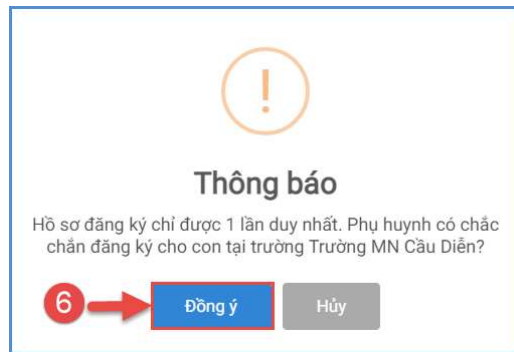 !
Thông báo
Hồ sơ đăng ký chỉ được 1 lần duy nhất. Phụ huynh có chắc
chắn đăng ký cho con tại trường Trường MN Cầu Diễn?
6 Đồng ý Hủy